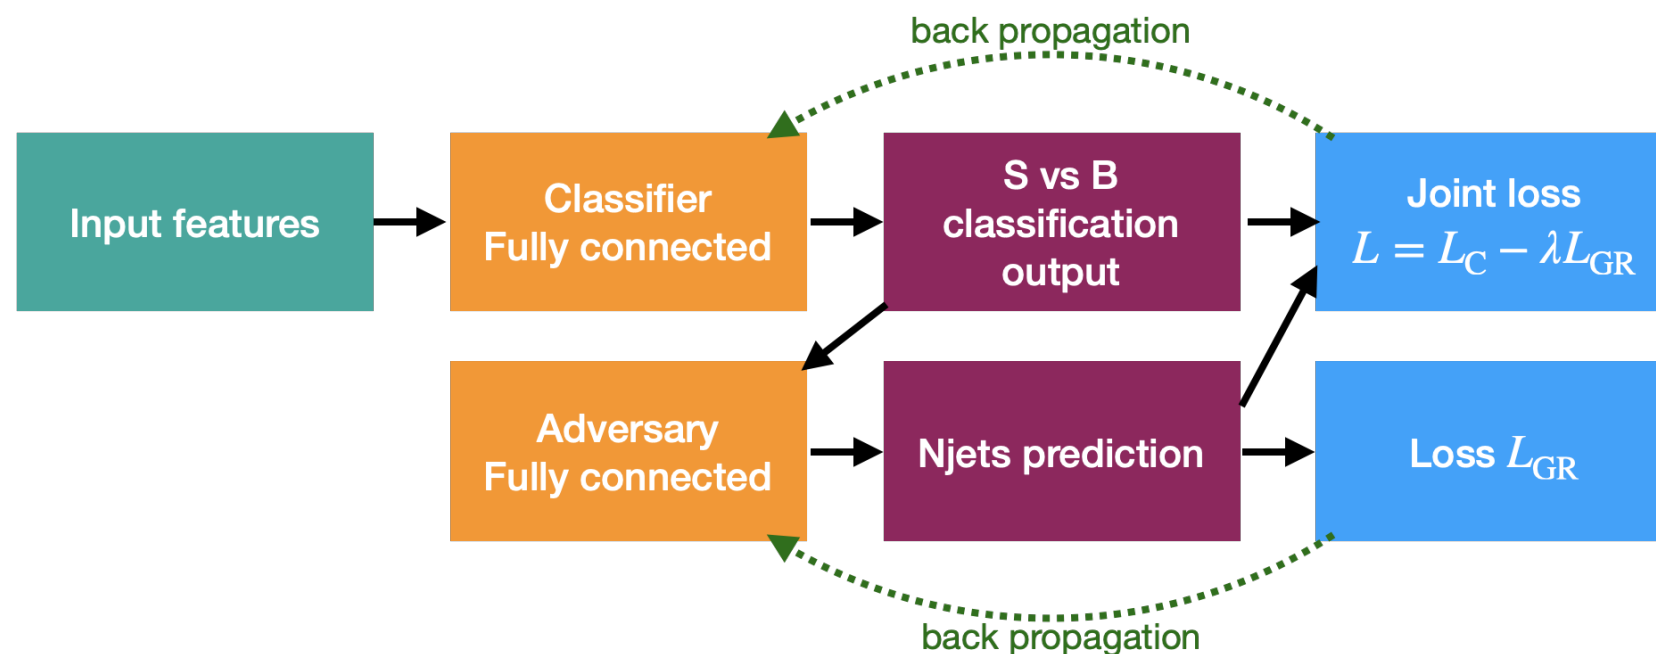 back propagation
Input features
Classifier
Fully connected
S vs B
classification
output
Joint loss
L = L_C − λL_GR
Adversary
Fully connected
Njets prediction
Loss L_GR
back propagation